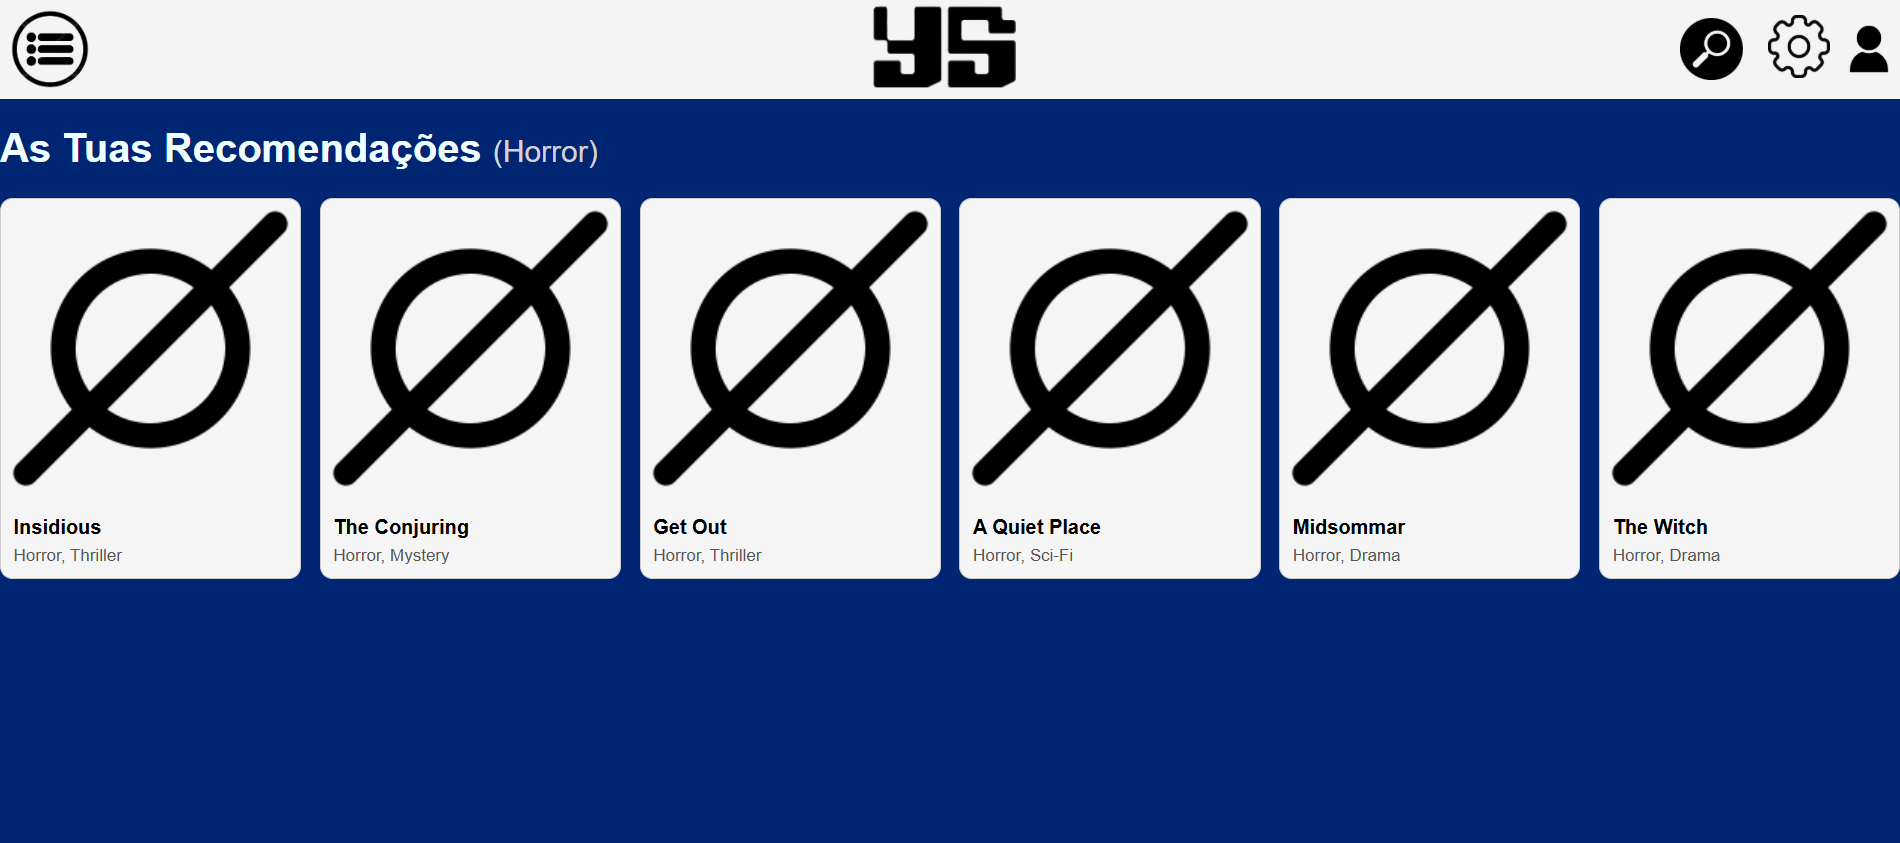 YS
As Tuas Recomendações (Horror)
Insidious
Horror, Thriller
The Conjuring
Horror, Mystery
Get Out
Horror, Thriller
A Quiet Place
Horror, Sci-Fi
Midsommar
Horror, Drama
The Witch
Horror, Drama